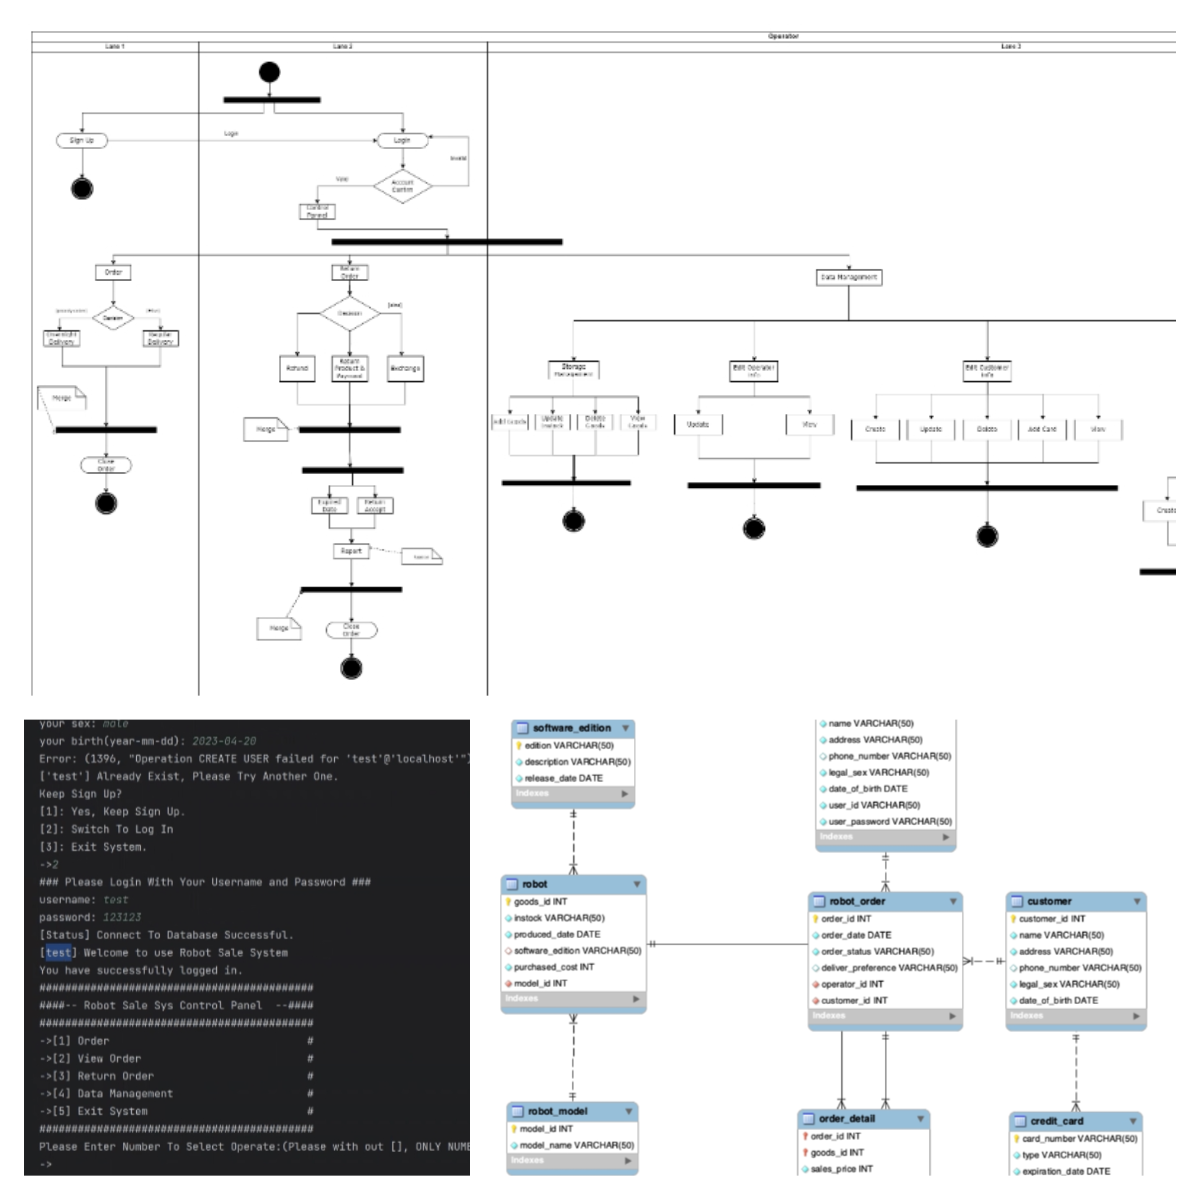 Operator
Lane 1
Lane 2
Lane 3
Sign Up
Login
Login
Invalid
Account
Valid
Control
Order
Return
Order
Data Management
[Else]
[else]
Decision
Overnight
Delivery
Regular
Delivery
Refund
Return
Product &
Payment
Exchange
Storage
Management
Edit Operator
Info
Edit Customer
Info
Add Goods
Update
Instock
Delete
Goods
View
Goods
Update
View
Create
Update
Delete
Add Card
View
Merge
Merge
Close
Order
Expired
Date
Return
Accept
Create
Report
Merge
Close
Order
your sex: male
your birth(year-mm-dd): 2023-04-20
Error: (1396, "Operation CREATE USER failed for 'test'@'localhost'")
['test'] Already Exist, Please Try Another One.
Keep Sign Up?
[1]: Yes, Keep Sign Up.
[2]: Switch To Log In
[3]: Exit System.
->2
### Please Login With Your Username and Password ###
username: test
password: 123123
[Status] Connect To Database Successful.
[test] Welcome to use Robot Sale System
You have successfully logged in.
##########################################
####-- Robot Sale Sys Control Panel  --####
##########################################
->[1] Order #
->[2] View Order #
->[3] Return Order #
->[4] Data Management #
->[5] Exit System #
##########################################
Please Enter Number To Select Operate:(Please with out [], ONLY NUME
->
software_edition
edition VARCHAR(50)
description VARCHAR(50)
release_date DATE
Indexes
name VARCHAR(50)
address VARCHAR(50)
phone_number VARCHAR(50)
legal_sex VARCHAR(50)
date_of_birth DATE
user_id VARCHAR(50)
user_password VARCHAR(50)
Indexes
robot
goods_id INT
instock VARCHAR(50)
produced_date DATE
software_edition VARCHAR(50)
purchased_cost INT
model_id INT
Indexes
robot_order
order_id INT
order_date DATE
order_status VARCHAR(50)
deliver_preference VARCHAR(50)
operator_id INT
customer_id INT
Indexes
customer
customer_id INT
name VARCHAR(50)
address VARCHAR(50)
phone_number VARCHAR(50)
legal_sex VARCHAR(50)
date_of_birth DATE
Indexes
robot_model
model_id INT
model_name VARCHAR(50)
Indexes
order_detail
order_id INT
goods_id INT
sales_price INT
credit_card
card_number VARCHAR(50)
type VARCHAR(50)
expiration_date DATE